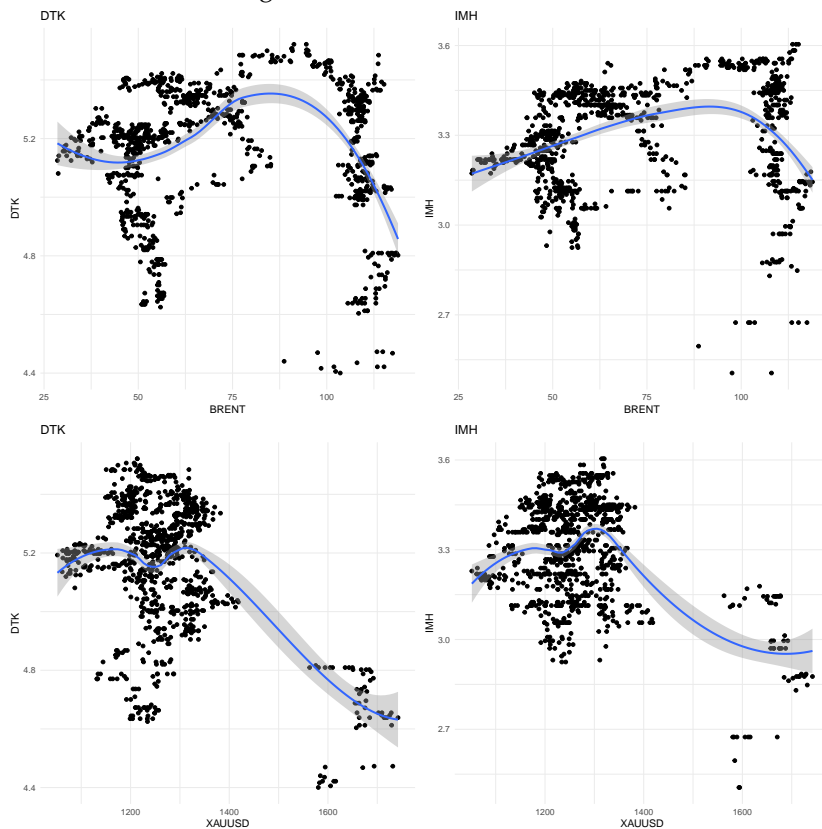 DTK
5.2
4.8
4.4
DTK
25 50 75 100
BRENT
IMH
3.6
3.3
3.0
2.7
IMH
25 50 75 100
BRENT
DTK
5.2
4.8
4.4
DTK
1200 1400 1600
XAUUSD
IMH
3.6
3.3
3.0
2.7
IMH
1200 1400 1600
XAUUSD